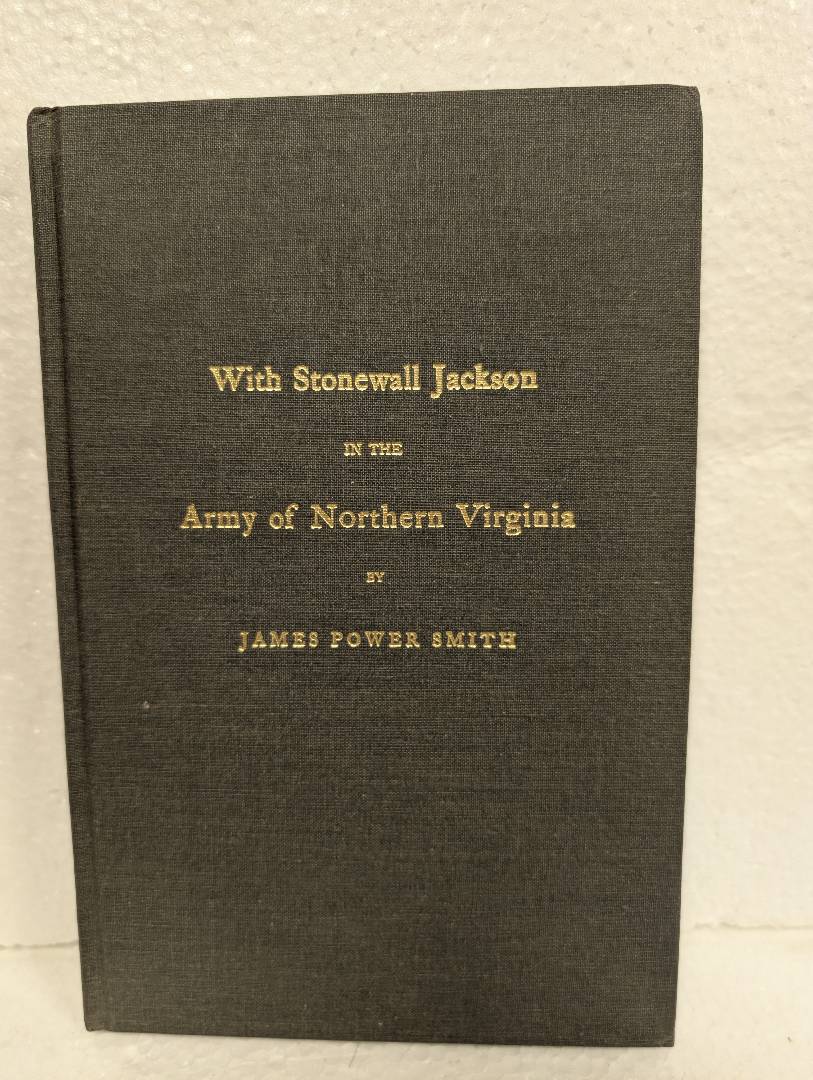 With Stonewall Jackson
IN THE
Army of Northern Virginia
BY
JAMES POWER SMITH